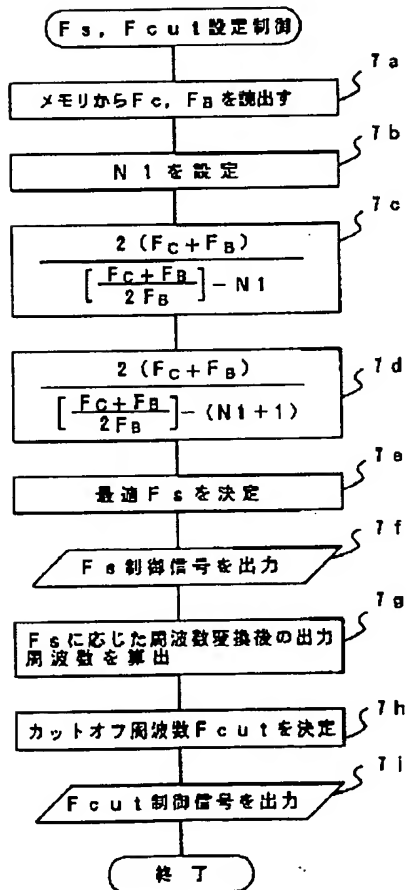 Fs, Fcut設定制御
7a
メモリからFc, FBを読出す
7b
N1を設定
7c
2(FC+FB)
[FC+FB
2FB]-N1
7d
2(FC+FB)
[FC+FB
2FB]-(N1+1)
7e
最適Fsを決定
7f
Fs制御信号を出力
7g
Fsに応じた周波数変換後の出力
周波数を算出
7h
カットオフ周波数Fcutを決定
7i
Fcut制御信号を出力
終了